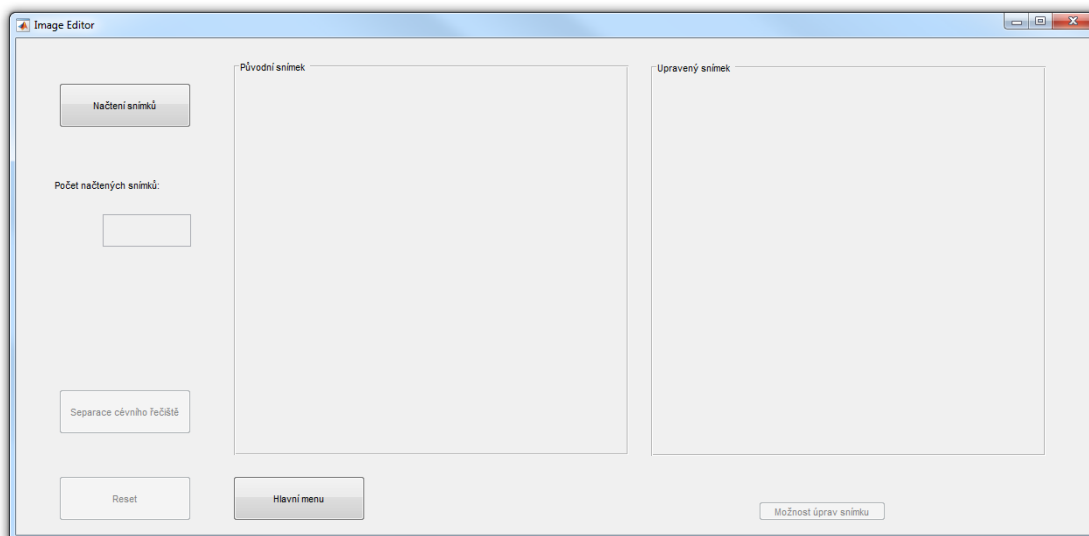 Image Editor
Původní snímek
Upravený snímek
Načtení snímků
Počet načtených snímků:
Separace cévního řečiště
Reset
Hlavní menu
Možnost úprav snímku